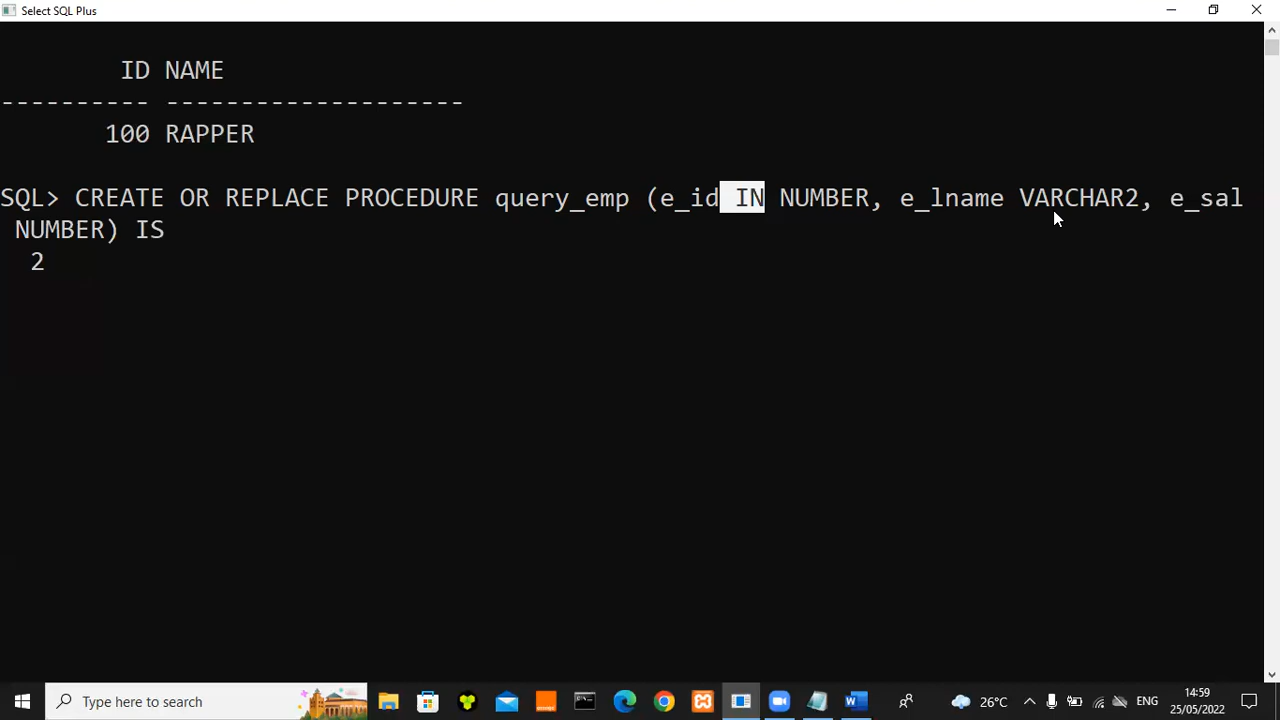 Select SQL Plus
ID NAME
---------- --------------------
100 RAPPER
SQL> CREATE OR REPLACE PROCEDURE query_emp (e_id IN NUMBER, e_lname VARCHAR2, e_sal
NUMBER) IS
2
Type here to search
26°C
ENG
14:59
25/05/2022